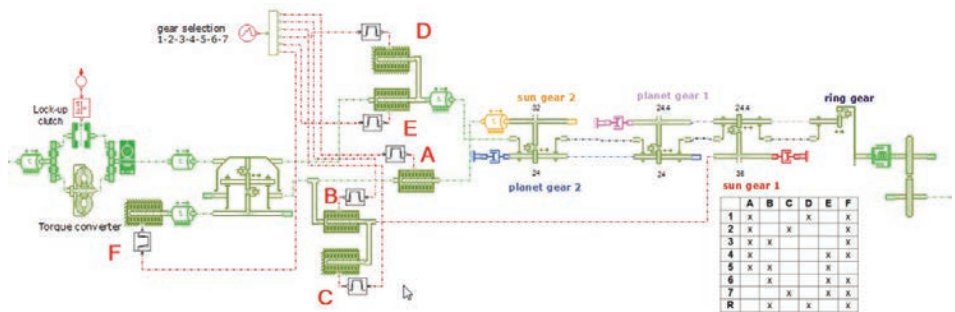 gear selection
1-2-3-4-5-6-7
D
Lock-up
clutch
E
A
B
C
F
Torque converter
sun gear 2
planet gear 1
ring gear
32
24.4
24.4
24
24
38
planet gear 2
sun gear 1
A B C D E F
1 x x x
2 x x x
3 x x x
4 x x x
5 x x x
6 x x x
7 x x x
R x x x